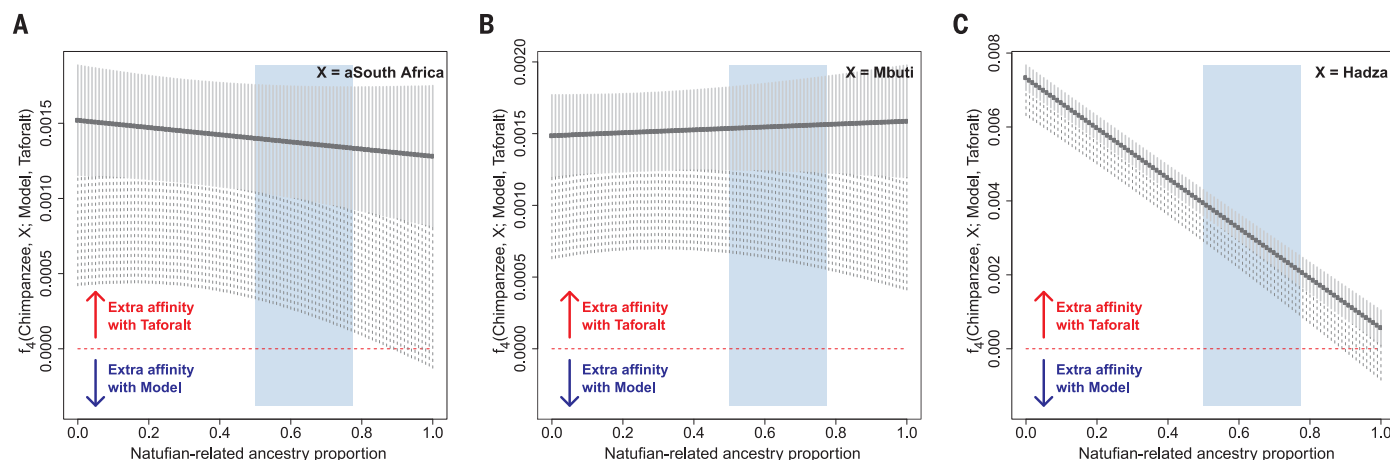 A
X = aSouth Africa
f4(Chimpanzee, X; Model, Taforalt)
0.0015
0.0010
0.0005
0.0000
Extra affinity
with Taforalt
Extra affinity
with Model
0.0 0.2 0.4 0.6 0.8 1.0
Natufian-related ancestry proportion
B
X = Mbuti
f4(Chimpanzee, X; Model, Taforalt)
0.0020
0.0015
0.0010
0.0005
0.0000
Extra affinity
with Taforalt
Extra affinity
with Model
0.0 0.2 0.4 0.6 0.8 1.0
Natufian-related ancestry proportion
C
X = Hadza
f4(Chimpanzee, X; Model, Taforalt)
0.008
0.006
0.004
0.002
0.000
Extra affinity
with Taforalt
Extra affinity
with Model
0.0 0.2 0.4 0.6 0.8 1.0
Natufian-related ancestry proportion